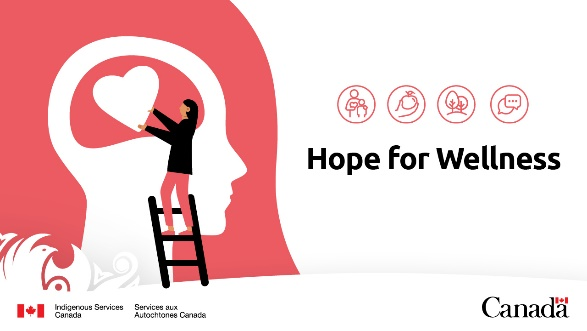 Hope for Wellness
Indigenous Services
Canada
Services aux
Autochtones Canada
Canada